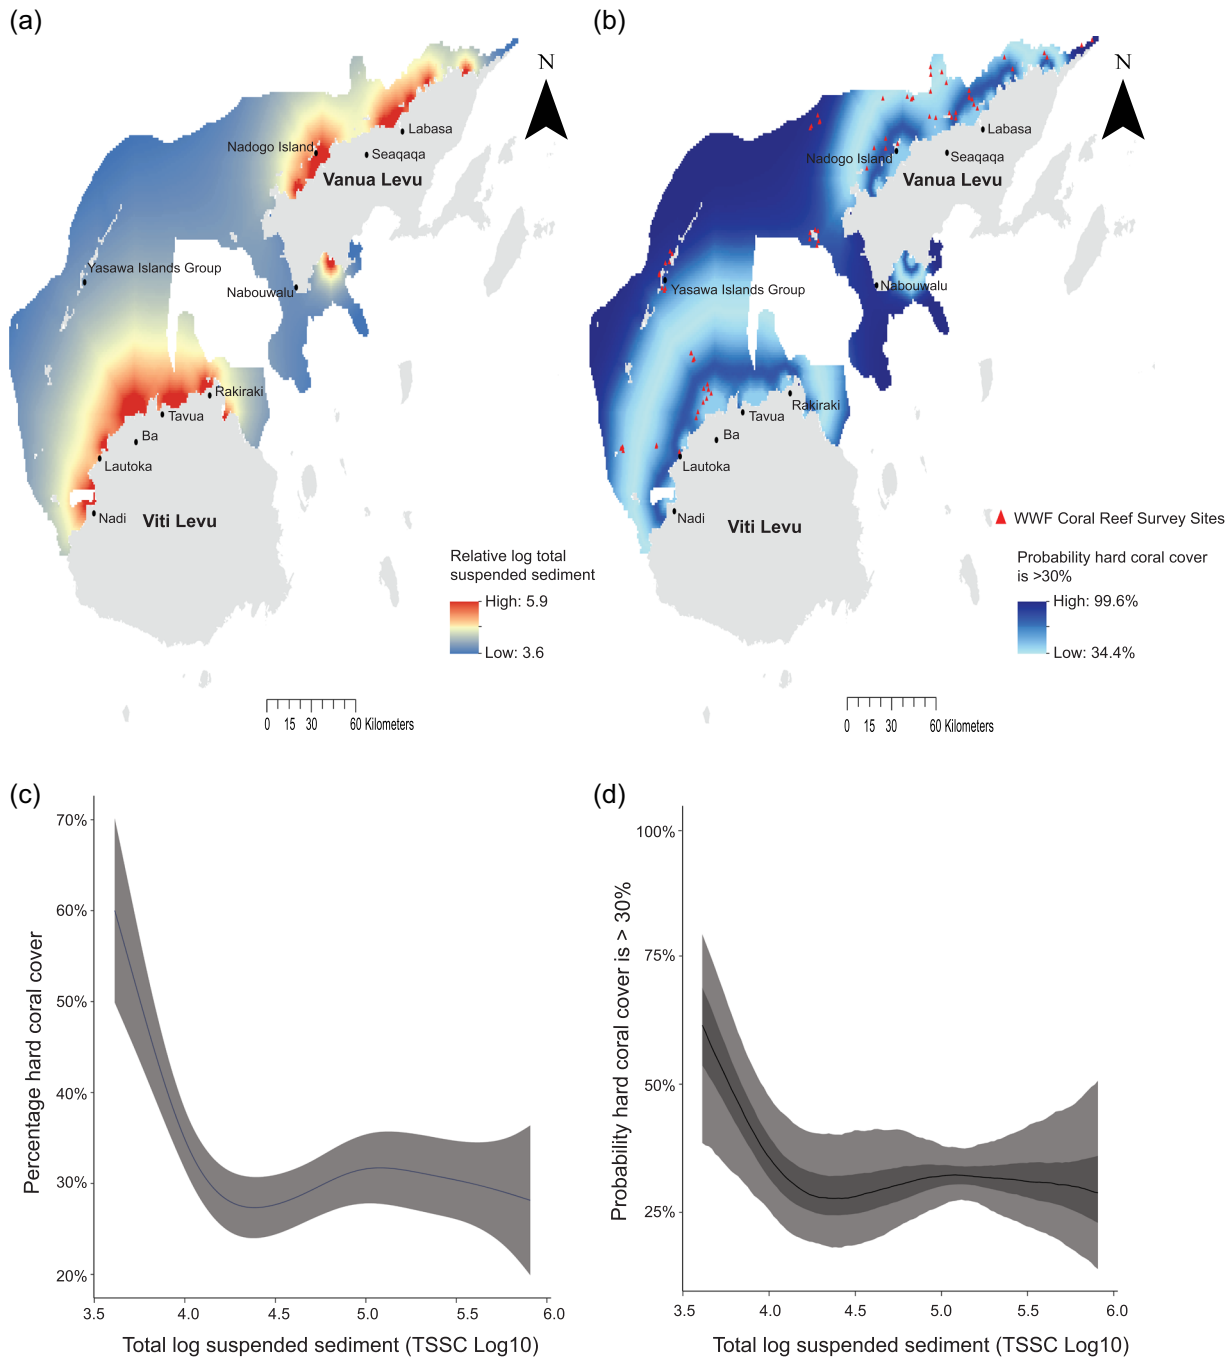 (a)
N
Labasa
Nadogo Island
Seaqaqa
Vanua Levu
Yasawa Islands Group
Nabouwalu
Rakiraki
Tavua
Ba
Lautoka
Nadi
Viti Levu
Relative log total
suspended sediment
High: 5.9
Low: 3.6
0 15 30 60 Kilometers
(b)
N
Labasa
Nadogo Island
Seaqaqa
Vanua Levu
Yasawa Islands Group
Nabouwalu
Rakiraki
Tavua
Ba
Lautoka
Nadi
Viti Levu
WWF Coral Reef Survey Sites
Probability hard coral cover
is >30%
High: 99.6%
Low: 34.4%
0 15 30 60 Kilometers
(c)
Percentage hard coral cover
70%
60%
50%
40%
30%
20%
3.5 4.0 4.5 5.0 5.5 6.0
Total log suspended sediment (TSSC Log10)
(d)
Probability hard coral cover is > 30%
100%
75%
50%
25%
3.5 4.0 4.5 5.0 5.5 6.0
Total log suspended sediment (TSSC Log10)